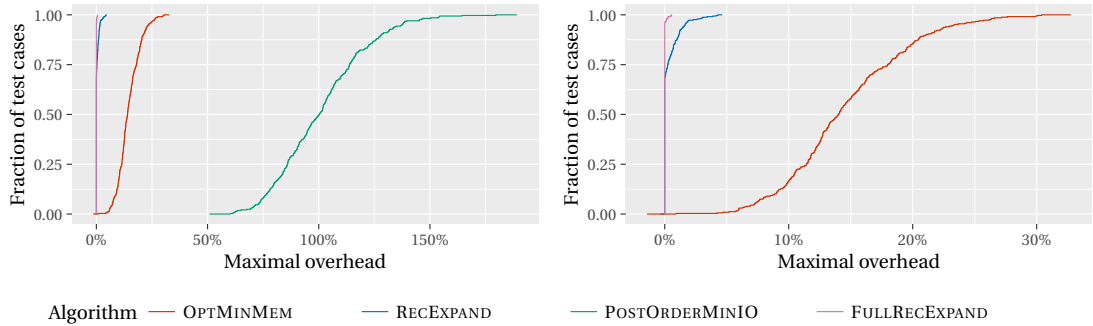 1.00
0.75
0.50
0.25
0.00
Fraction of test cases
0% 50% 100% 150%
Maximal overhead
1.00
0.75
0.50
0.25
0.00
Fraction of test cases
0% 10% 20% 30%
Maximal overhead
Algorithm OPTMINMEM RECEXPAND POSTORDERMINIO FULLRECEXPAND